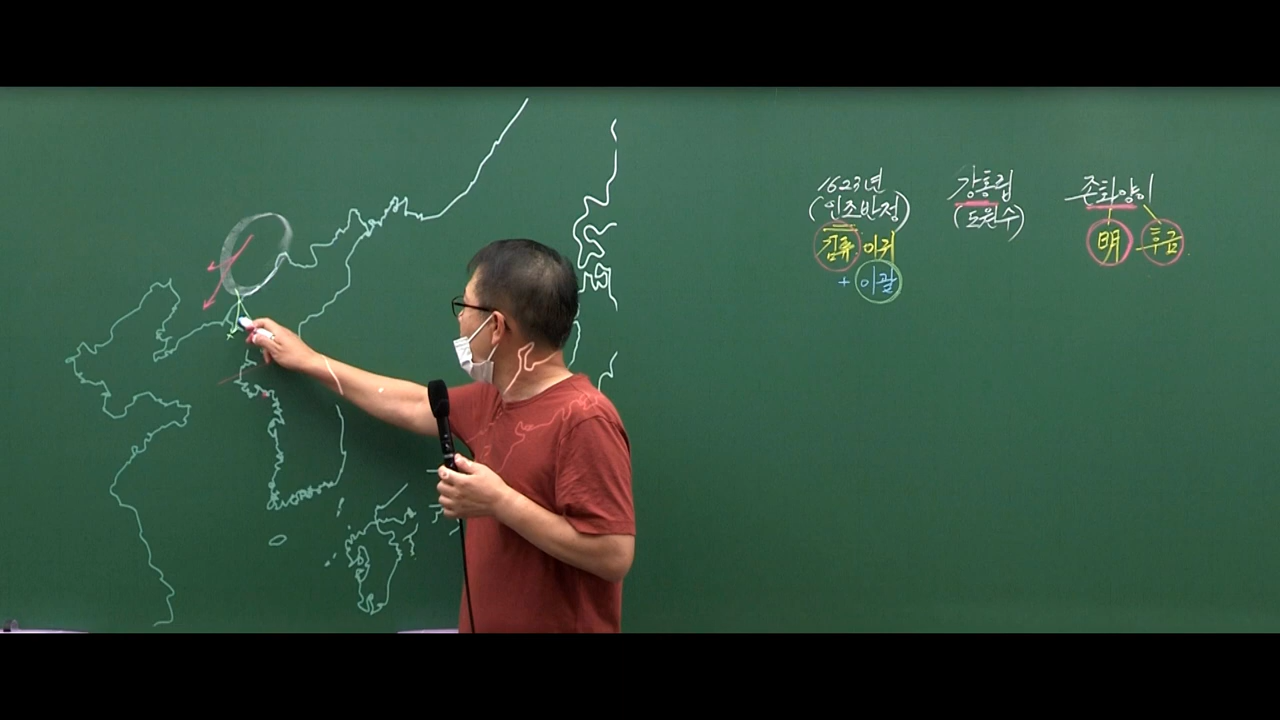 1623년
(인조반정)
김류 이귀
+ 이괄
강홍립
(도원수)
존화양이
明 후금